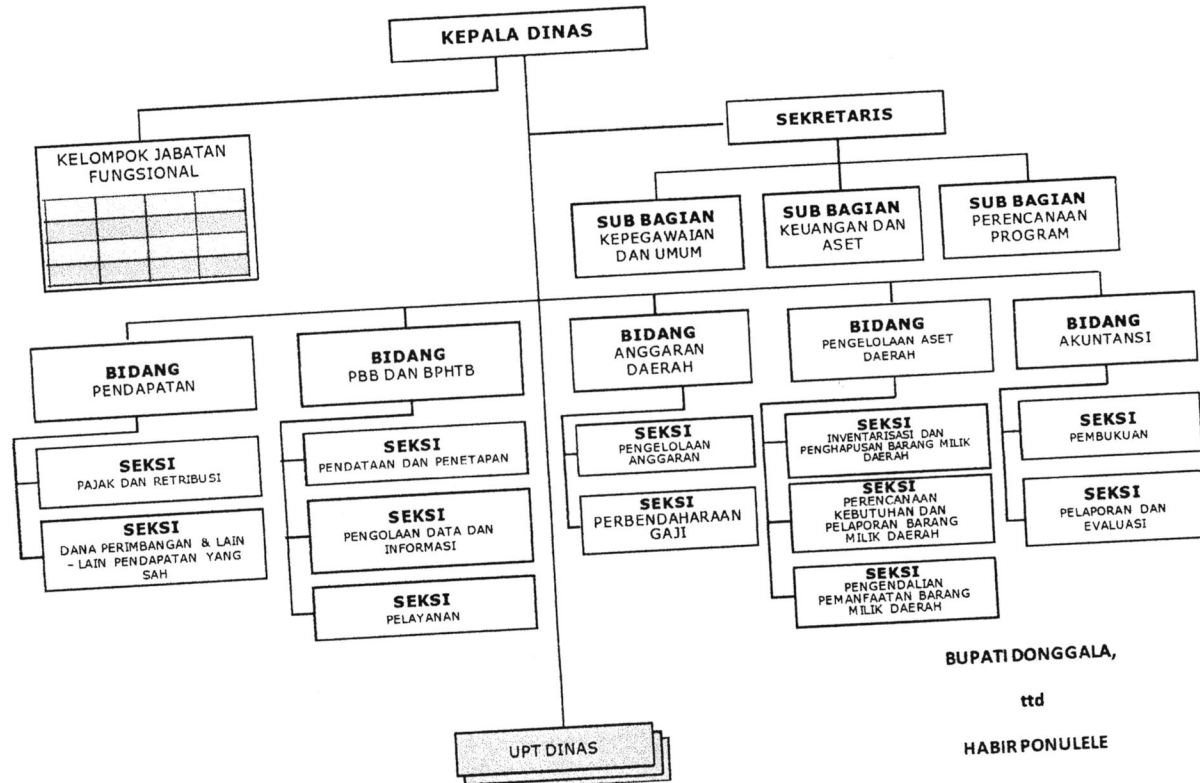 KEPALA DINAS
SEKRETARIS
KELOMPOK JABATAN
FUNGSIONAL
SUB BAGIAN
KEPEGAWAIAN
DAN UMUM
SUB BAGIAN
KEUANGAN DAN
ASET
SUB BAGIAN
PERENCANAAN
PROGRAM
BIDANG
PENDAPATAN
BIDANG
PBB DAN BPHTB
BIDANG
ANGGARAN
DAERAH
BIDANG
PENGELOLAAN ASET
DAERAH
BIDANG
AKUNTANSI
SEKSI
PAJAK DAN RETRIBUSI
SEKSI
DANA PERIMBANGAN & LAIN
– LAIN PENDAPATAN YANG
SAH
SEKSI
PENDATAAN DAN PENETAPAN
SEKSI
PENGOLAAN DATA DAN
INFORMASI
SEKSI
PELAYANAN
SEKSI
PENGELOLAAN
ANGGARAN
SEKSI
PERBENDAHARAAN
GAJI
SEKSI
INVENTARISASI DAN
PENGHAPUSAN BARANG MILIK
DAERAH
SEKSI
PERENCANAAN
KEBUTUHAN DAN
PELAPORAN BARANG
MILIK DAERAH
SEKSI
PENGENDALIAN
PEMANFAATAN BARANG
MILIK DAERAH
SEKSI
PEMBUKUAN
SEKSI
PELAPORAN DAN
EVALUASI
UPT DINAS
BUPATI DONGGALA,
ttd
HABIR PONULELE